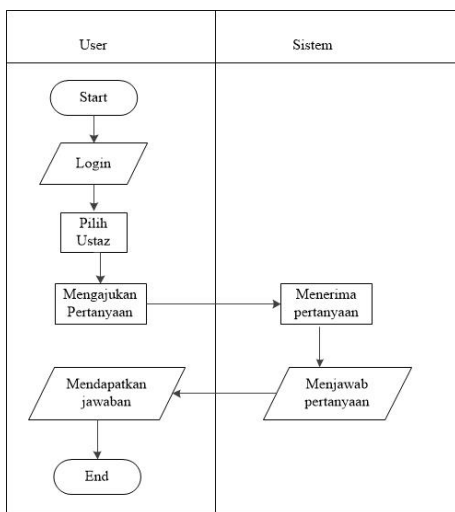 User
Sistem
Start
Login
Pilih
Ustaz
Mengajukan
Pertanyaan
Menerima
pertanyaan
Menjawab
pertanyaan
Mendapatkan
jawaban
End